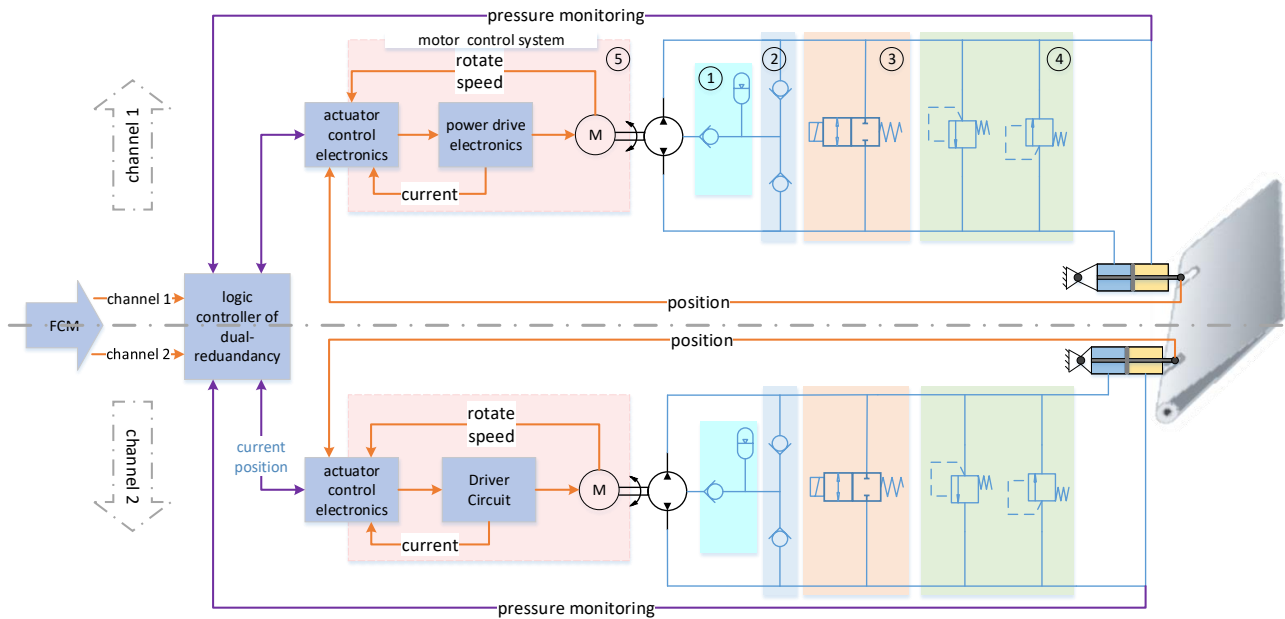 pressure monitoring
motor control system
⑤
①
②
③
④
rotate
speed
channel 1
actuator
control
electronics
power drive
electronics
M
current
FCM
channel 1
channel 2
logic
controller of
dual-
reduandancy
position
position
channel 2
current
position
rotate
speed
actuator
control
electronics
Driver
Circuit
M
current
pressure monitoring